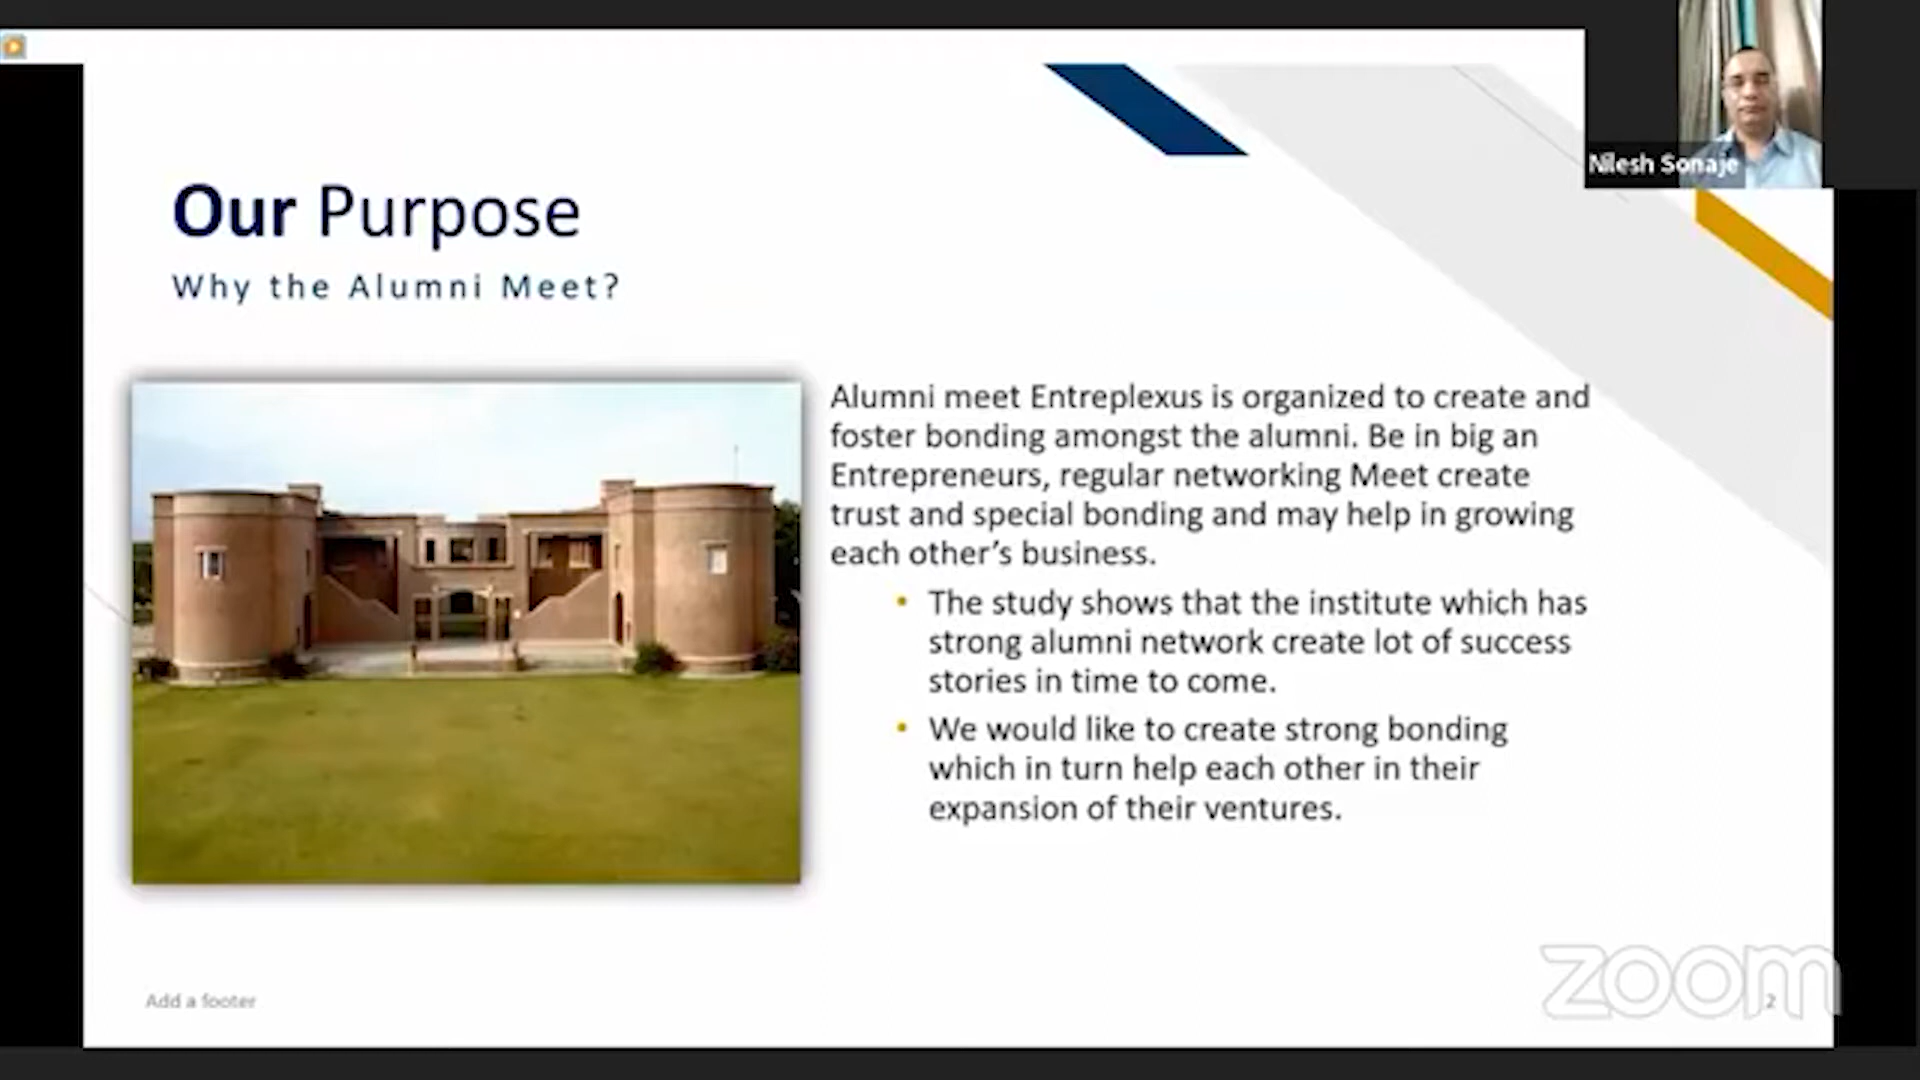 Nilesh Sonaje
Our Purpose
Why the Alumni Meet?
Alumni meet Entreplexus is organized to create and
foster bonding amongst the alumni. Be in big an
Entrepreneurs, regular networking Meet create
trust and special bonding and may help in growing
each other's business.
• The study shows that the institute which has
strong alumni network create lot of success
stories in time to come.
• We would like to create strong bonding
which in turn help each other in their
expansion of their ventures.
Add a footer
zoom
2